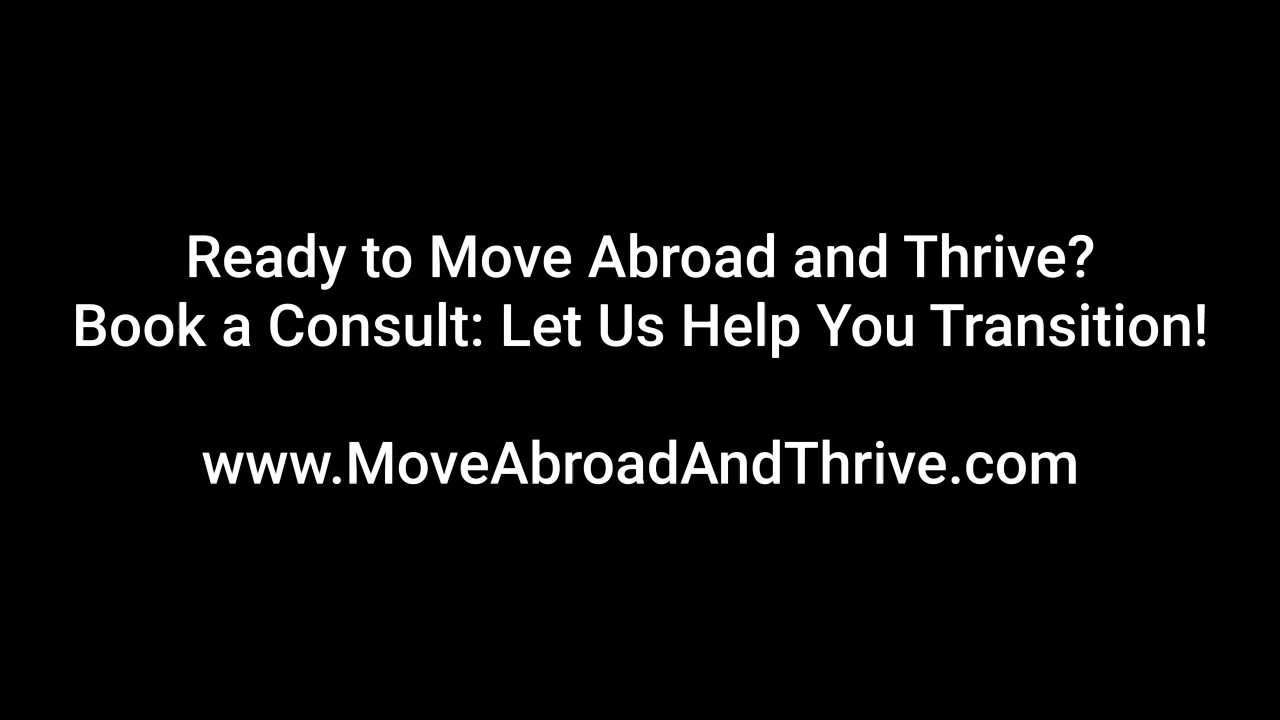 Ready to Move Abroad and Thrive?
Book a Consult: Let Us Help You Transition!
www.MoveAbroadAndThrive.com